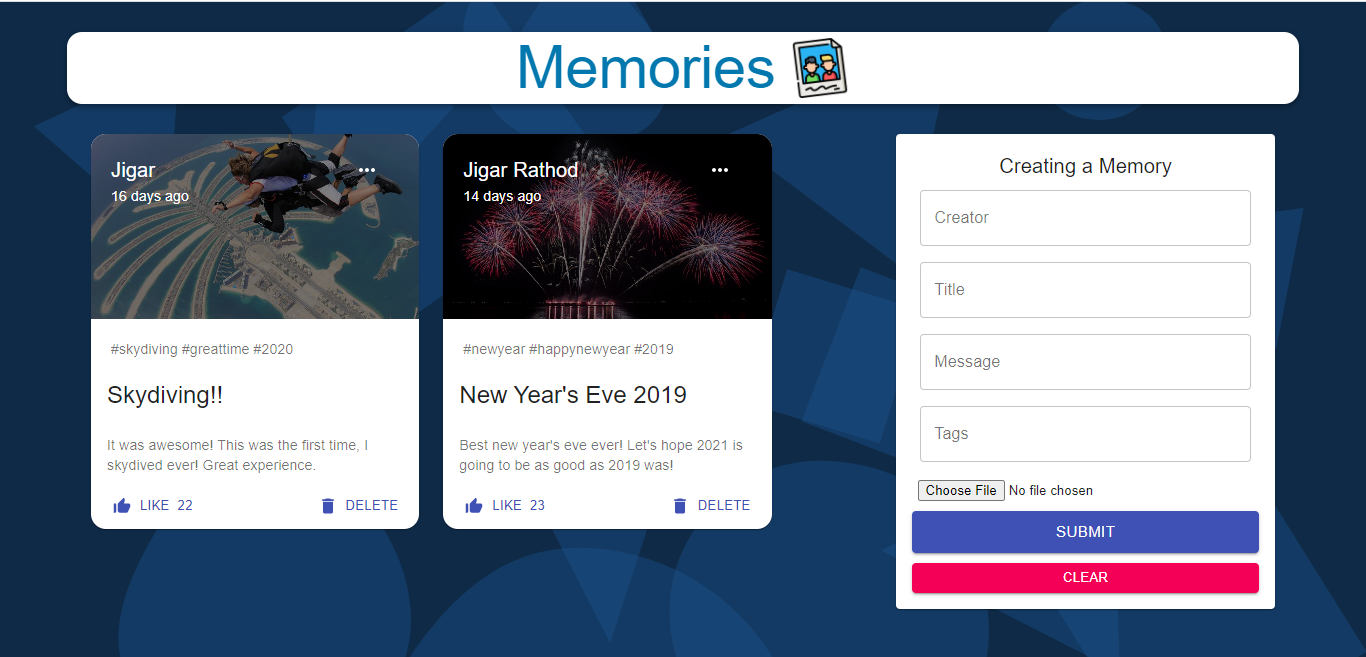 Memories
Jigar
16 days ago
#skydiving #greattime #2020
Skydiving!!
It was awesome! This was the first time, I
skydived ever! Great experience.
LIKE 22
DELETE
Jigar Rathod
14 days ago
#newyear #happynewyear #2019
New Year's Eve 2019
Best new year's eve ever! Let's hope 2021 is
going to be as good as 2019 was!
LIKE 23
DELETE
Creating a Memory
Creator
Title
Message
Tags
Choose File No file chosen
SUBMIT
CLEAR